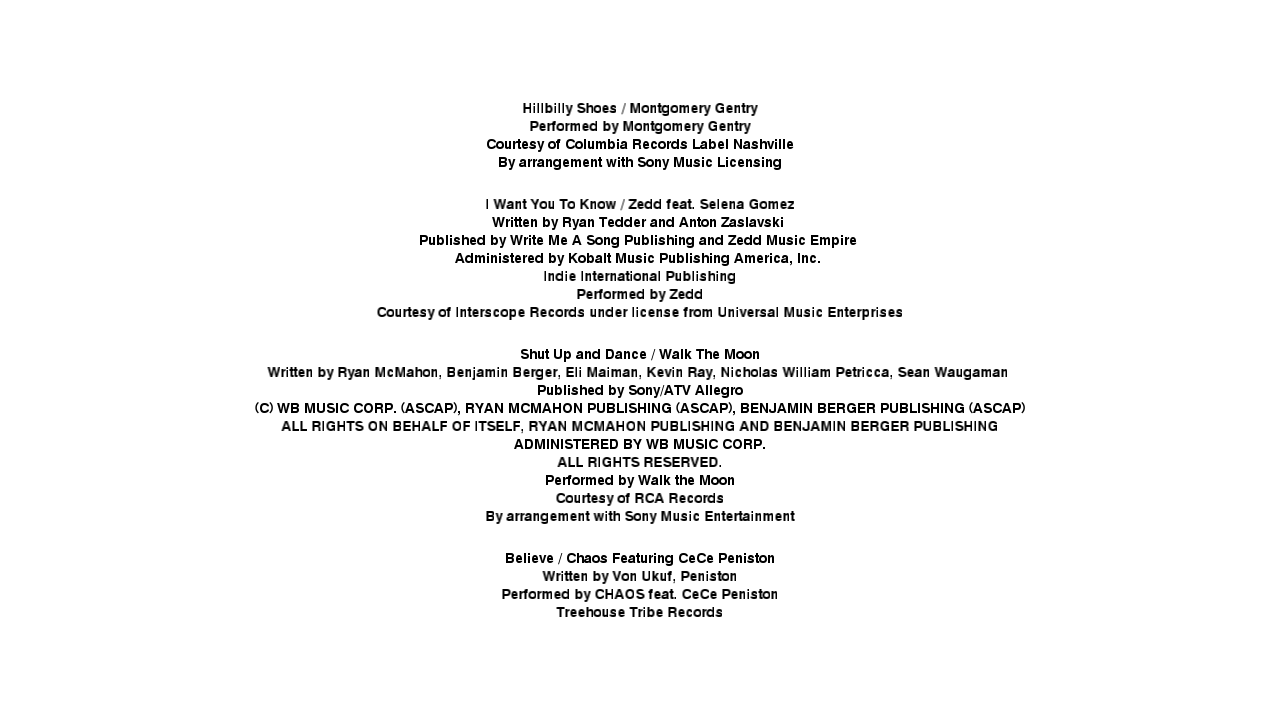 Hillbilly Shoes / Montgomery Gentry
Performed by Montgomery Gentry
Courtesy of Columbia Records Label Nashville
By arrangement with Sony Music Licensing
I Want You To Know / Zedd feat. Selena Gomez
Written by Ryan Tedder and Anton Zaslavski
Published by Write Me A Song Publishing and Zedd Music Empire
Administered by Kobalt Music Publishing America, Inc.
Indie International Publishing
Performed by Zedd
Courtesy of Interscope Records under license from Universal Music Enterprises
Shut Up and Dance / Walk The Moon
Written by Ryan McMahon, Benjamin Berger, Eli Maiman, Kevin Ray, Nicholas William Petricca, Sean Waugaman
Published by Sony/ATV Allegro
(C) WB MUSIC CORP. (ASCAP), RYAN MCMAHON PUBLISHING (ASCAP), BENJAMIN BERGER PUBLISHING (ASCAP)
ALL RIGHTS ON BEHALF OF ITSELF, RYAN MCMAHON PUBLISHING AND BENJAMIN BERGER PUBLISHING
ADMINISTERED BY WB MUSIC CORP.
ALL RIGHTS RESERVED.
Performed by Walk the Moon
Courtesy of RCA Records
By arrangement with Sony Music Entertainment
Believe / Chaos Featuring CeCe Peniston
Written by Von Ukuf, Peniston
Performed by CHAOS feat. CeCe Peniston
Treehouse Tribe Records